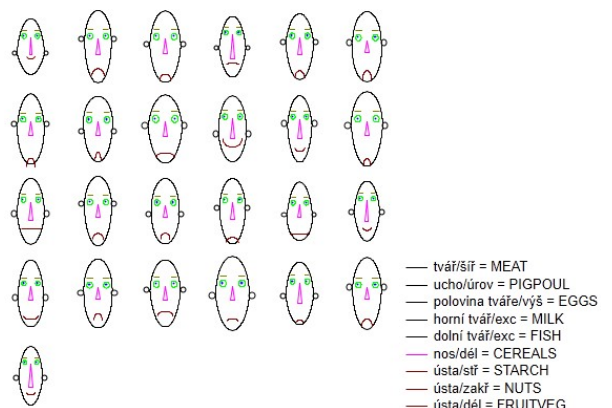 tvář/šíř = MEAT
ucho/úrov = PIGPOUL
polovina tváře/výš = EGGS
horní tvář/exc = MILK
dolní tvář/exc = FISH
nos/dél = CEREALS
ústa/stř = STARCH
ústa/zakř = NUTS
ústa/dél = FRUITVEG